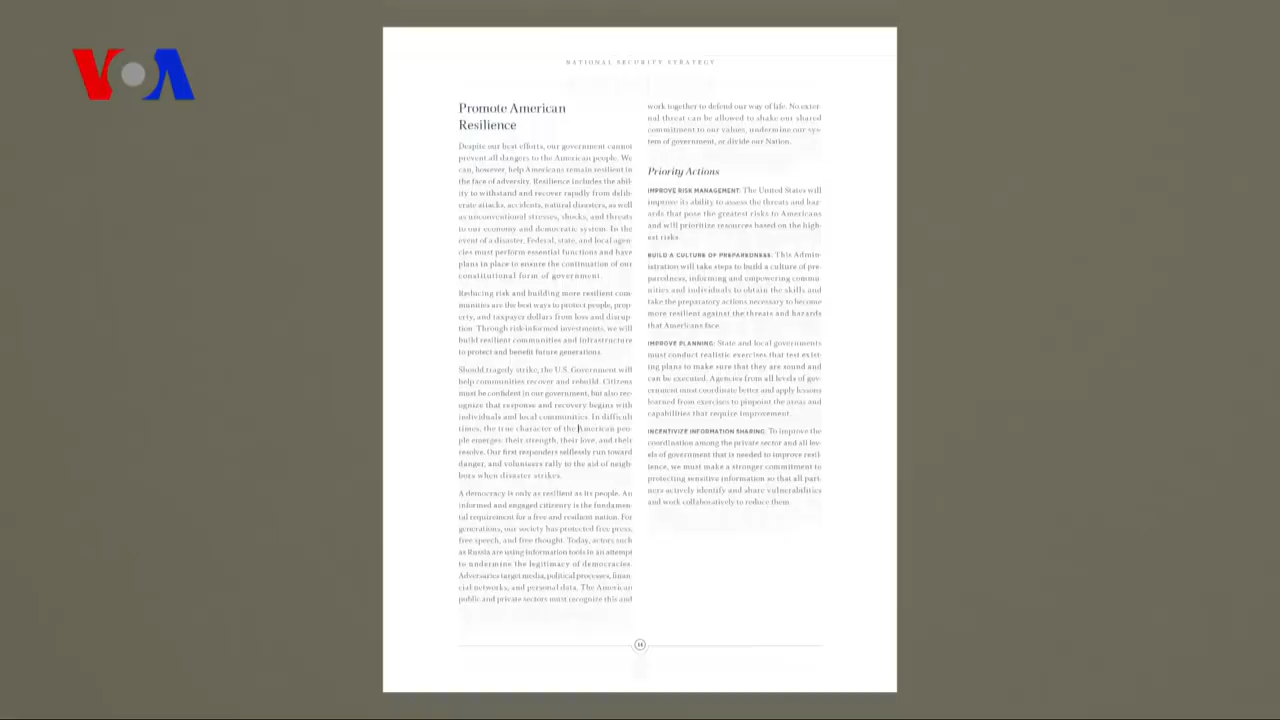 VOA
NATIONAL SECURITY STRATEGY
Promote American
Resilience
Despite our best efforts, our government cannot
prevent all dangers to the American people. We
can, however, help Americans remain resilient in
the face of adversity. Resilience includes the abil-
ity to withstand and recover rapidly from delib-
erate attacks, accidents, natural disasters, as well
as unconventional stresses, shocks, and threats
to our economy and democratic system. In the
event of a disaster, Federal, state, and local agen-
cies must perform essential functions and have
plans in place to ensure the continuation of our
constitutional form of government.
Reducing risk and building more resilient com-
munities are the best ways to protect people, prop-
erty, and taxpayer dollars from loss and disrup-
tion. Through risk-informed investments, we will
build resilient communities and infrastructure
to protect and benefit future generations.
Should tragedy strike, the U.S. Government will
help communities recover and rebuild. Citizens
must be confident in our government, but also rec-
ognize that response and recovery begins with
individuals and local communities. In difficult
times, the true character of the American peo-
ple emerges: their strength, their love, and their
resolve. Our first responders selflessly run toward
danger, and volunteers rally to the aid of neigh-
bors when disaster strikes.
A democracy is only as resilient as its people. An
informed and engaged citizenry is the fundamen-
tal requirement for a free and resilient nation. For
generations, our society has protected free press,
free speech, and free thought. Today, actors such
as Russia are using information tools in an attempt
to undermine the legitimacy of democracies.
Adversaries target media, political processes, finan-
cial networks, and personal data. The American
public and private sectors must recognize this and
work together to defend our way of life. No exter-
nal threat can be allowed to shake our shared
commitment to our values, undermine our sys-
tem of government, or divide our Nation.
Priority Actions
IMPROVE RISK MANAGEMENT: The United States will
improve its ability to assess the threats and haz-
ards that pose the greatest risks to Americans
and will prioritize resources based on the high-
est risks.
BUILD A CULTURE OF PREPAREDNESS: This Admin-
istration will take steps to build a culture of pre-
paredness, informing and empowering commu-
nities and individuals to obtain the skills and
take the preparatory actions necessary to become
more resilient against the threats and hazards
that Americans face.
IMPROVE PLANNING: State and local governments
must conduct realistic exercises that test exist-
ing plans to make sure that they are sound and
can be executed. Agencies from all levels of gov-
ernment must coordinate better and apply lessons
learned from exercises to pinpoint the areas and
capabilities that require improvement.
INCENTIVIZE INFORMATION SHARING: To improve the
coordination among the private sector and all lev-
els of government that is needed to improve resil-
ience, we must make a stronger commitment to
protecting sensitive information so that all part-
ners actively identify and share vulnerabilities
and work collaboratively to reduce them.
14